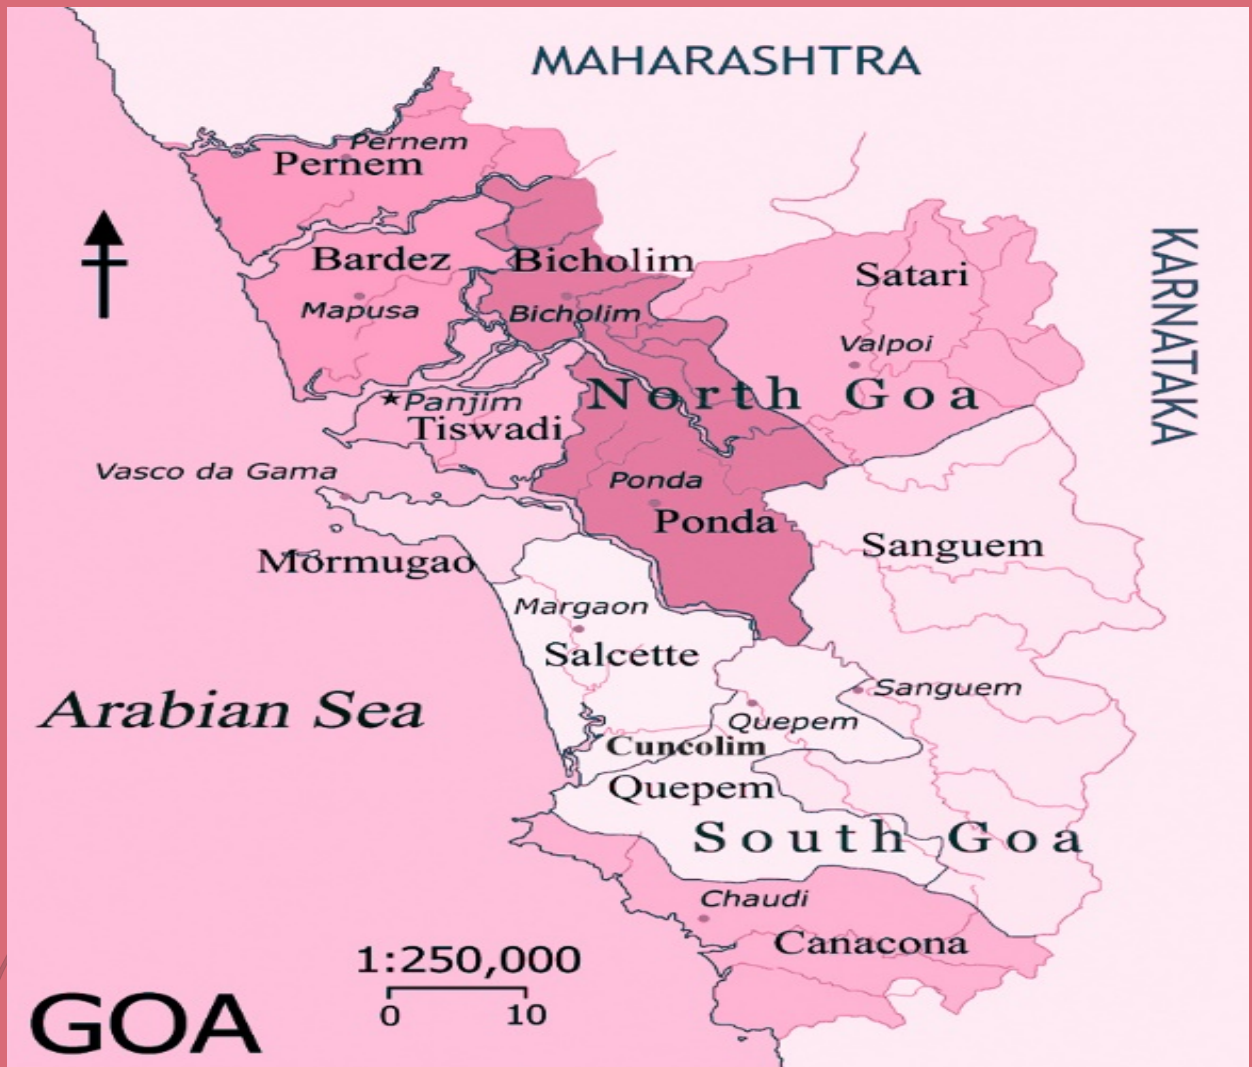 MAHARASHTRA
Pernem
Pernem
KARNATAKA
Bardez
Bicholim
Satari
Mapusa
Bicholim
Valpoi
North Goa
★Panjim
Tiswadi
Vasco da Gama
Ponda
Ponda
Sanguem
Mormugao
Margaon
Salcette
Sanguem
Arabian Sea
Quepem
Cuncolim
Quepem
South Goa
Chaudi
Canacona
1:250,000
0 10
GOA